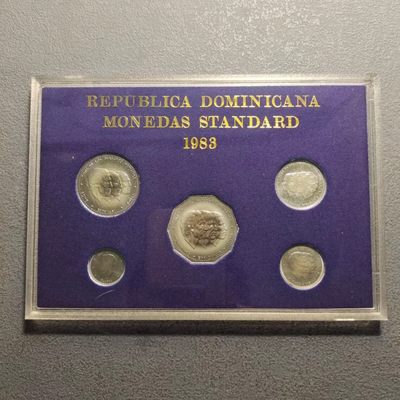 REPUBLICA DOMINICANA
MONEDAS STANDARD
1983